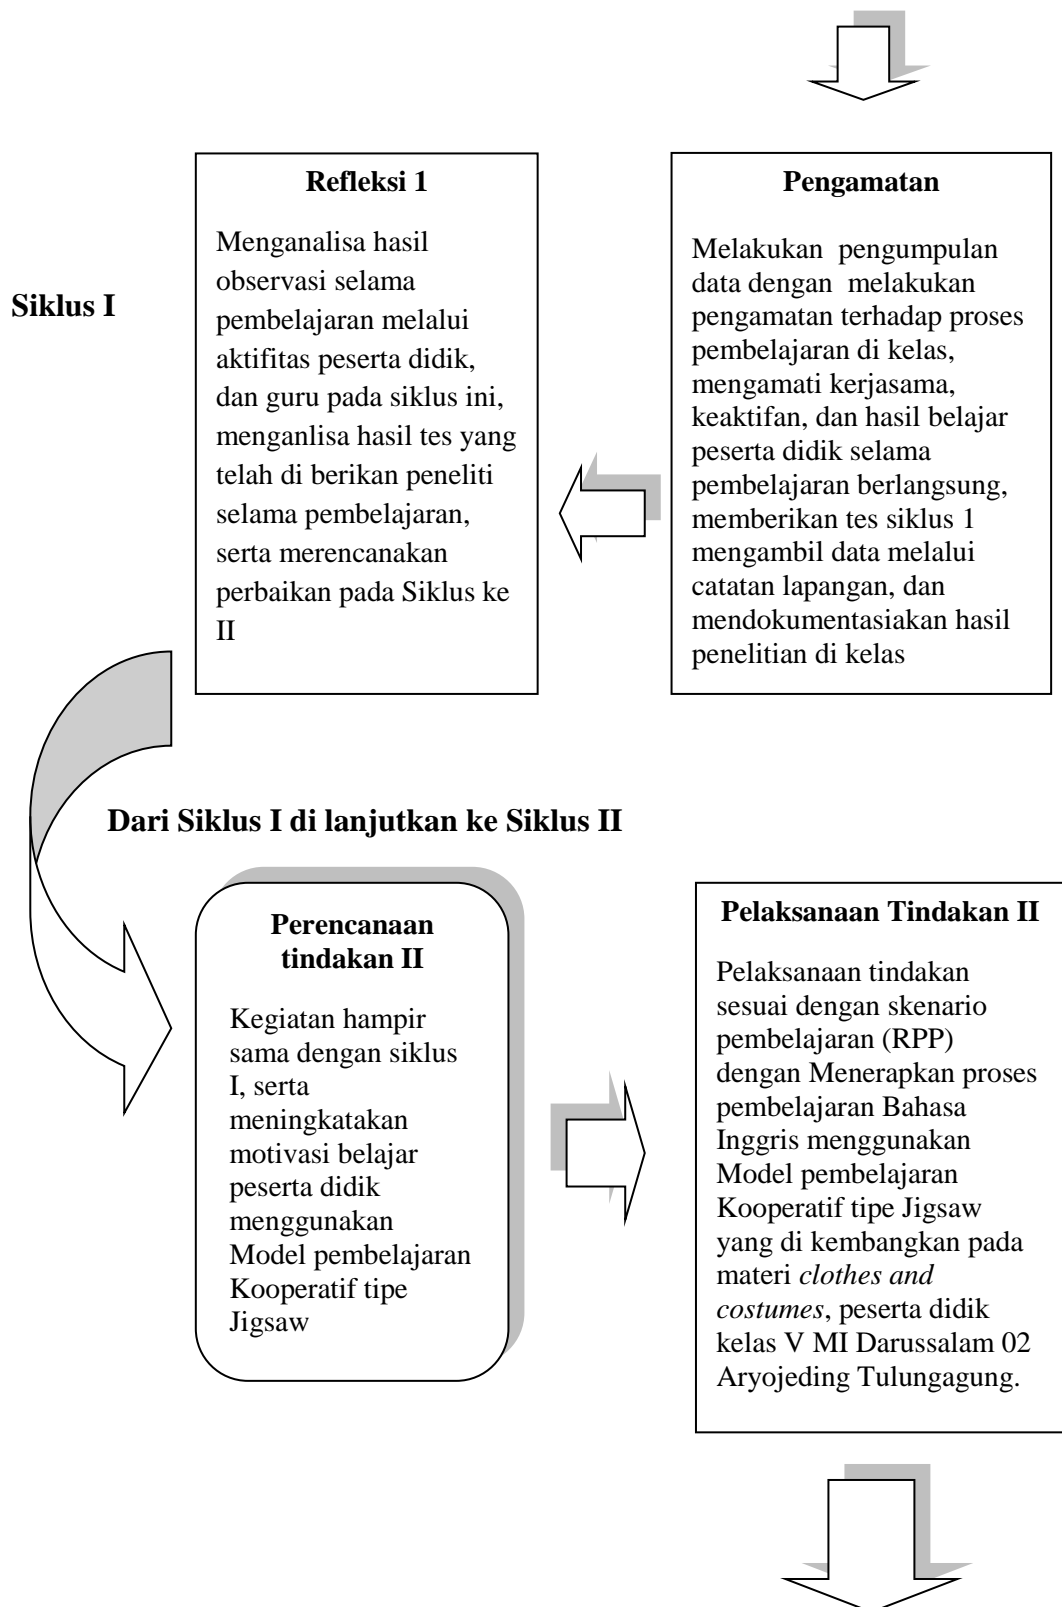 Siklus I
Refleksi 1
Menganalisa hasil
observasi selama
pembelajaran melalui
aktifitas peserta didik,
dan guru pada siklus ini,
menganlisa hasil tes yang
telah di berikan peneliti
selama pembelajaran,
serta merencanakan
perbaikan pada Siklus ke
II
Pengamatan
Melakukan pengumpulan
data dengan melakukan
pengamatan terhadap proses
pembelajaran di kelas,
mengamati kerjasama,
keaktifan, dan hasil belajar
peserta didik selama
pembelajaran berlangsung,
memberikan tes siklus 1
mengambil data melalui
catatan lapangan, dan
mendokumentasiakan hasil
penelitian di kelas
Dari Siklus I di lanjutkan ke Siklus II
Perencanaan
tindakan II
Kegiatan hampir
sama dengan siklus
I, serta
meningkatakan
motivasi belajar
peserta didik
menggunakan
Model pembelajaran
Kooperatif tipe
Jigsaw
Pelaksanaan Tindakan II
Pelaksanaan tindakan
sesuai dengan skenario
pembelajaran (RPP)
dengan Menerapkan proses
pembelajaran Bahasa
Inggris menggunakan
Model pembelajaran
Kooperatif tipe Jigsaw
yang di kembangkan pada
materi clothes and
costumes, peserta didik
kelas V MI Darussalam 02
Aryojeding Tulungagung.